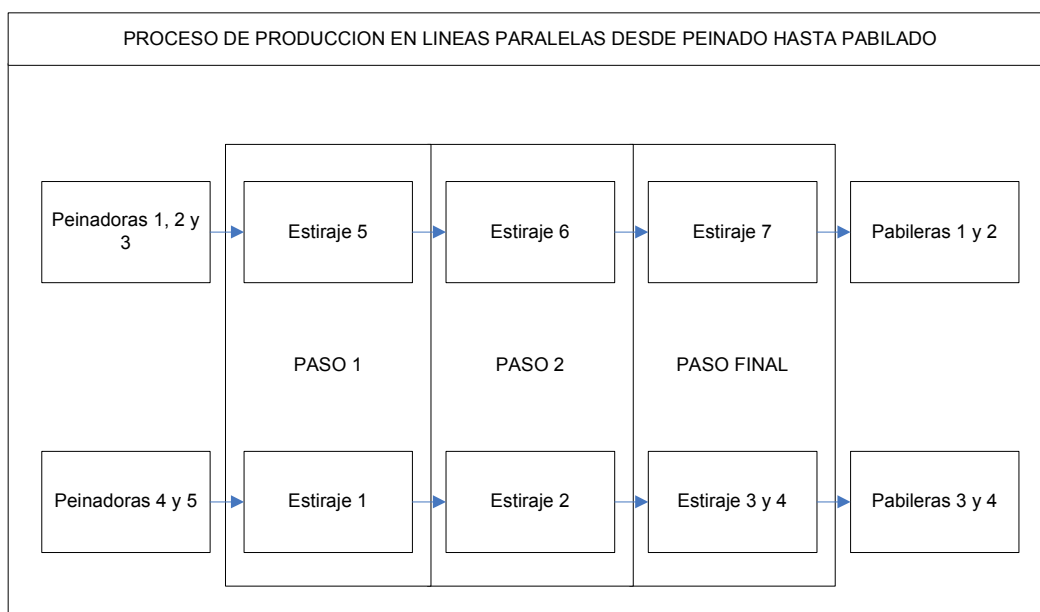 PROCESO DE PRODUCCION EN LINEAS PARALELAS DESDE PEINADO HASTA PABILADO
Peinadoras 1, 2 y
3
Estiraje 5
Estiraje 6
Estiraje 7
Pabileras 1 y 2
PASO 1
PASO 2
PASO FINAL
Peinadoras 4 y 5
Estiraje 1
Estiraje 2
Estiraje 3 y 4
Pabileras 3 y 4